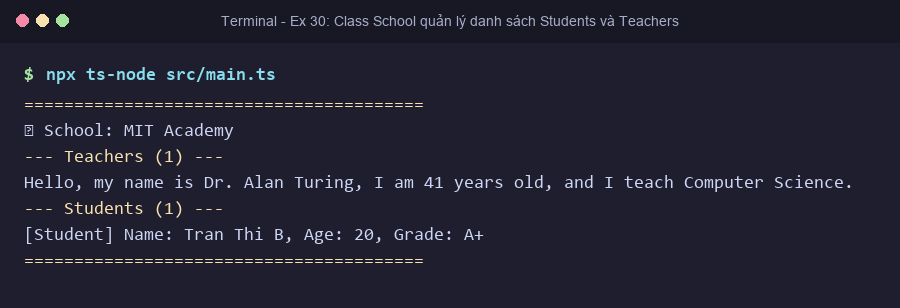 Terminal - Ex 30: Class School quản lý danh sách Students và Teachers
$ npx ts-node src/main.ts
========================================
School: MIT Academy
--- Teachers (1) ---
Hello, my name is Dr. Alan Turing, I am 41 years old, and I teach Computer Science.
--- Students (1) ---
[Student] Name: Tran Thi B, Age: 20, Grade: A+
========================================